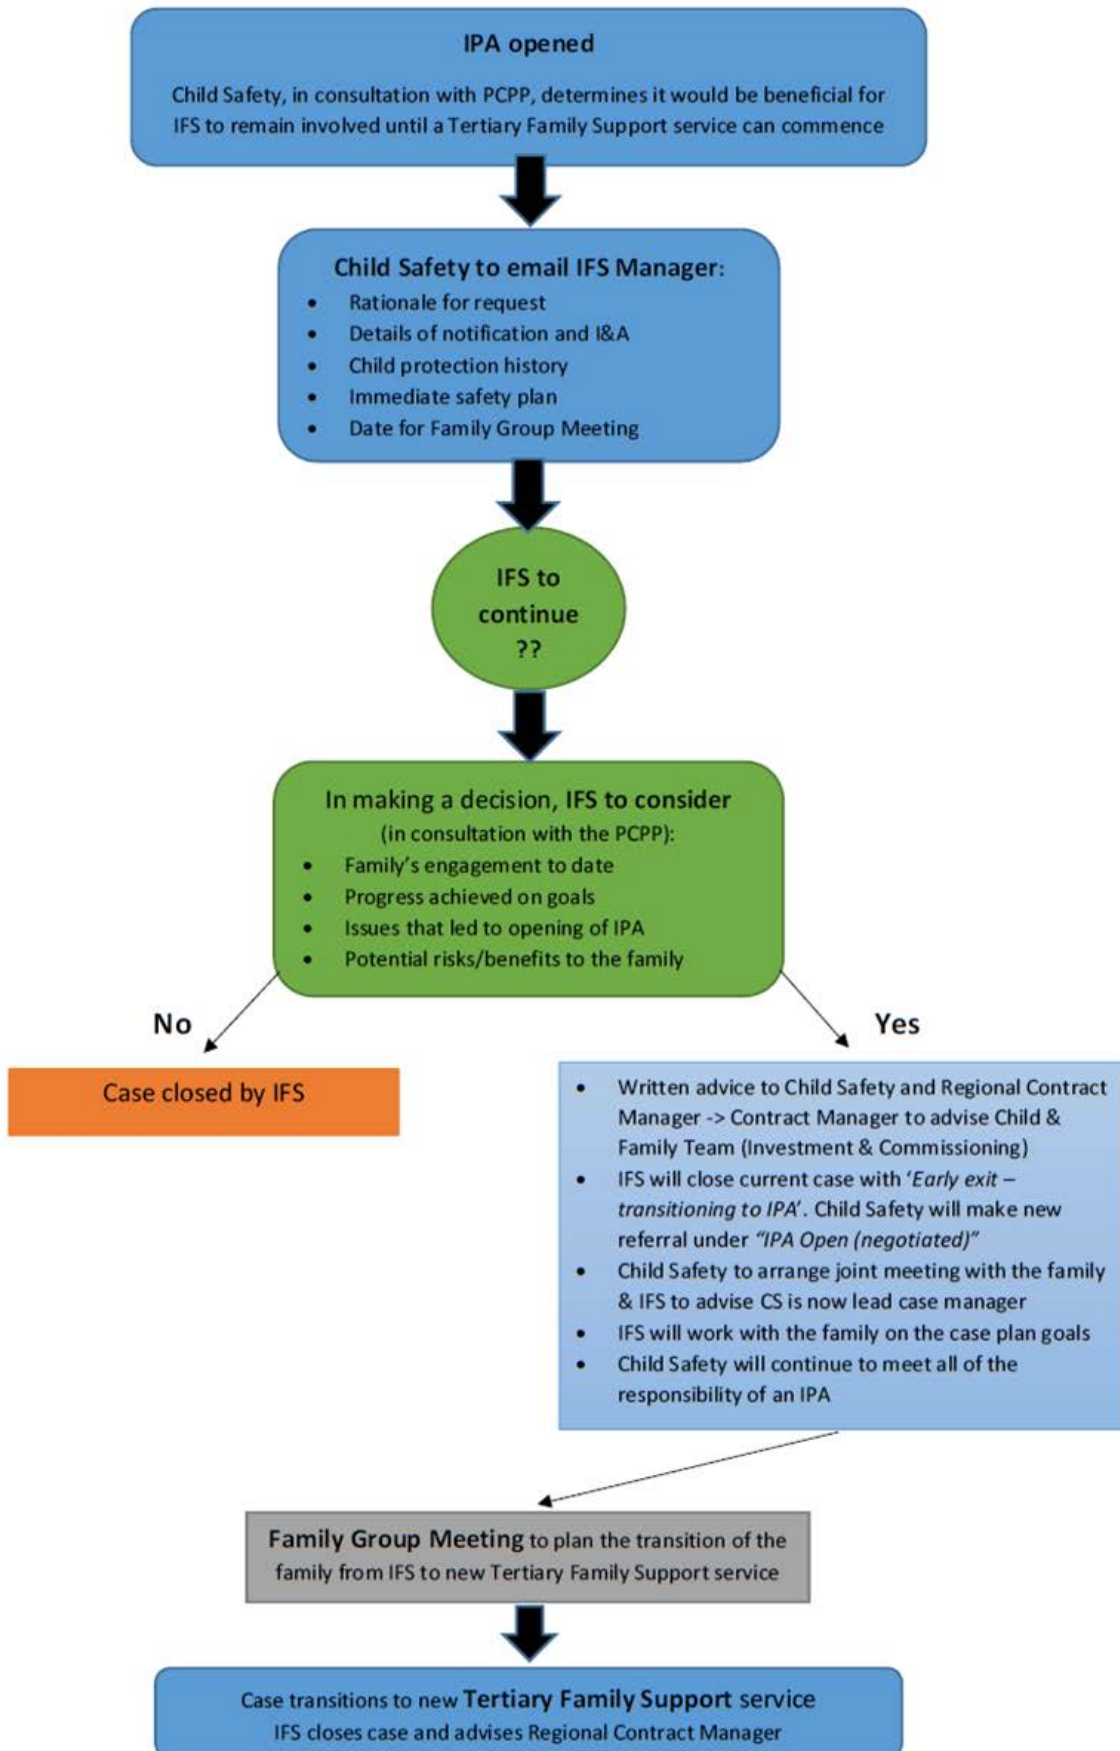 IPA opened
Child Safety, in consultation with PCPP, determines it would be beneficial for
IFS to remain involved until a Tertiary Family Support service can commence
Child Safety to email IFS Manager:
• Rationale for request
• Details of notification and I&A
• Child protection history
• Immediate safety plan
• Date for Family Group Meeting
IFS to
continue
??
In making a decision, IFS to consider
(in consultation with the PCPP):
• Family's engagement to date
• Progress achieved on goals
• Issues that led to opening of IPA
• Potential risks/benefits to the family
No
Yes
Case closed by IFS
• Written advice to Child Safety and Regional Contract
Manager -> Contract Manager to advise Child &
Family Team (Investment & Commissioning)
• IFS will close current case with 'Early exit –
transitioning to IPA'. Child Safety will make new
referral under "IPA Open (negotiated)"
• Child Safety to arrange joint meeting with the family
& IFS to advise CS is now lead case manager
• IFS will work with the family on the case plan goals
• Child Safety will continue to meet all of the
responsibility of an IPA
Family Group Meeting to plan the transition of the
family from IFS to new Tertiary Family Support service
Case transitions to new Tertiary Family Support service
IFS closes case and advises Regional Contract Manager